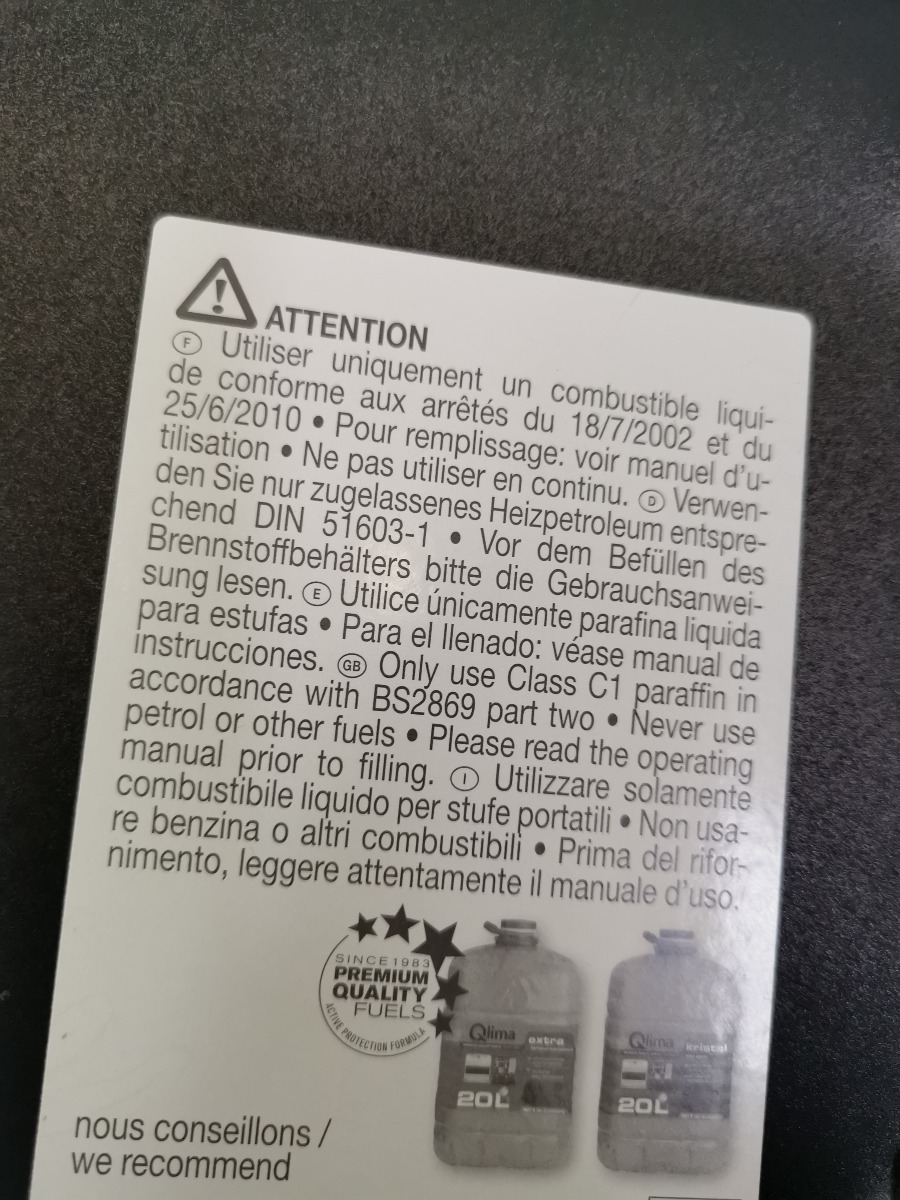 ATTENTION
F Utiliser uniquement un combustible liqui-
de conforme aux arrêtés du 18/7/2002 et du
25/6/2010 • Pour remplissage: voir manuel d'u-
tilisation • Ne pas utiliser en continu. D Verwen-
den Sie nur zugelassenes Heizpetroleum entspre-
chend DIN 51603-1 • Vor dem Befüllen des
Brennstoffbehälters bitte die Gebrauchsanwei-
sung lesen. E Utilice únicamente parafina liquida
para estufas • Para el llenado: véase manual de
instrucciones. GB Only use Class C1 paraffin in
accordance with BS2869 part two • Never use
petrol or other fuels • Please read the operating
manual prior to filling. I Utilizzare solamente
combustibile liquido per stufe portatili • Non usa-
re benzina o altri combustibili • Prima del rifor-
nimento, leggere attentamente il manuale d'uso.
SINCE 1983
PREMIUM
QUALITY
FUELS
ACTIVE PROTECTION FORMULA
Qlima extra
20L
Qlima kristal
20L
nous conseillons /
we recommend